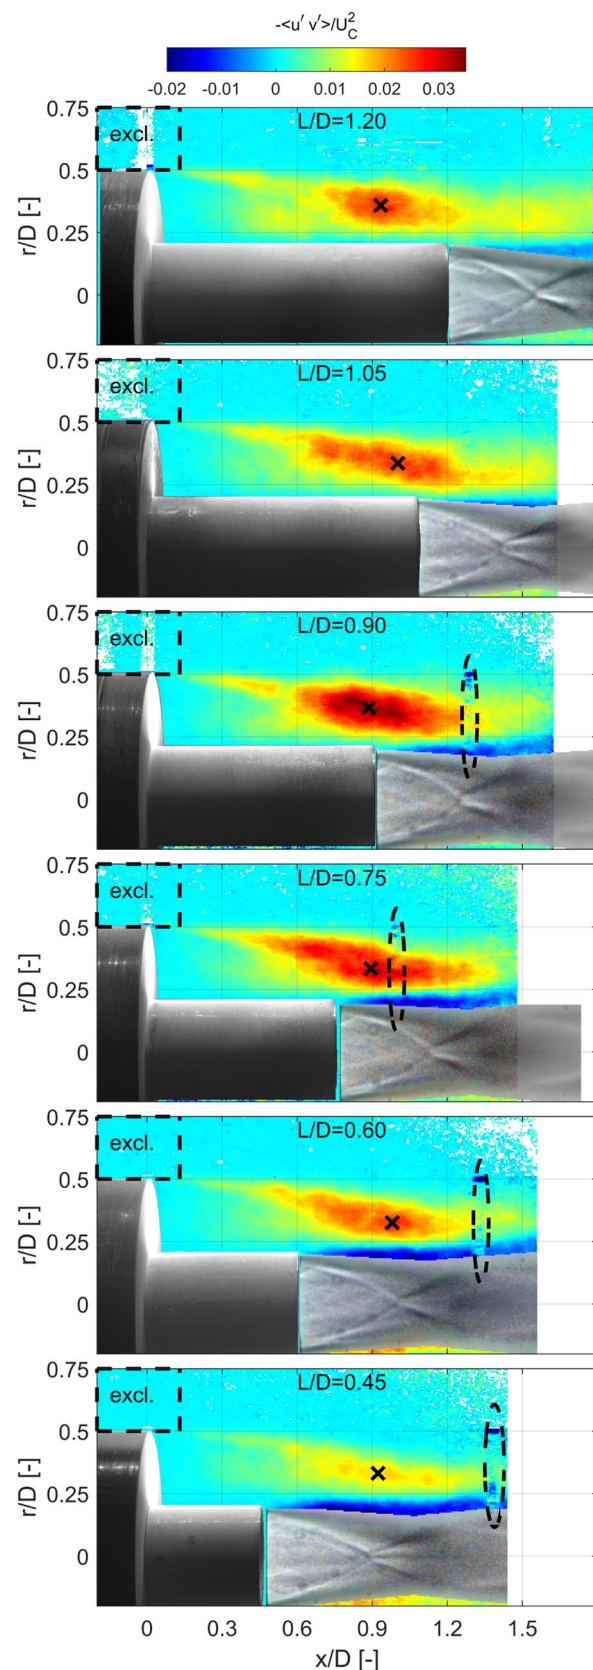 -<u′ v′>/U_C^2
-0.02 -0.01 0 0.01 0.02 0.03
0.75
excl.
L/D=1.20
0.5
r/D [-]
0.25
0
0.75
excl.
L/D=1.05
0.5
r/D [-]
0.25
0
0.75
excl.
L/D=0.90
0.5
r/D [-]
0.25
0
0.75
excl.
L/D=0.75
0.5
r/D [-]
0.25
0
0.75
excl.
L/D=0.60
0.5
r/D [-]
0.25
0
0.75
excl.
L/D=0.45
0.5
r/D [-]
0.25
0
0 0.3 0.6 0.9 1.2 1.5
x/D [-]